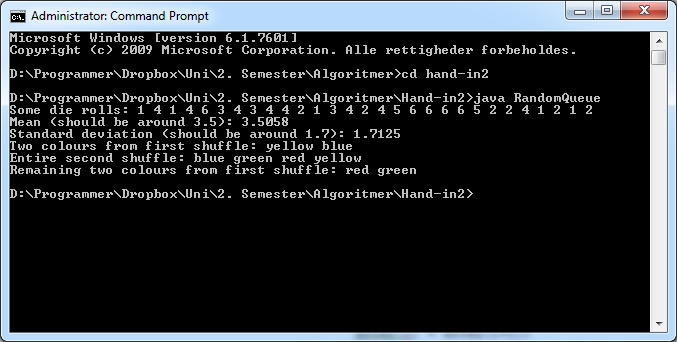 Administrator: Command Prompt
Microsoft Windows [version 6.1.7601]
Copyright (c) 2009 Microsoft Corporation. Alle rettigheder forbeholdes.
D:\Programmer\Dropbox\Uni\2. Semester\Algoritmer>cd hand-in2
D:\Programmer\Dropbox\Uni\2. Semester\Algoritmer\Hand-in2>java RandomQueue
Some die rolls: 1 4 1 4 6 3 4 3 4 4 2 1 3 4 2 4 5 6 6 6 6 5 2 2 4 1 2 1 2
Mean (should be around 3.5): 3.5058
Standard deviation (should be around 1.7): 1.7125
Two colours from first shuffle: yellow blue
Entire second shuffle: blue green red yellow
Remaining two colours from first shuffle: red green
D:\Programmer\Dropbox\Uni\2. Semester\Algoritmer\Hand-in2>